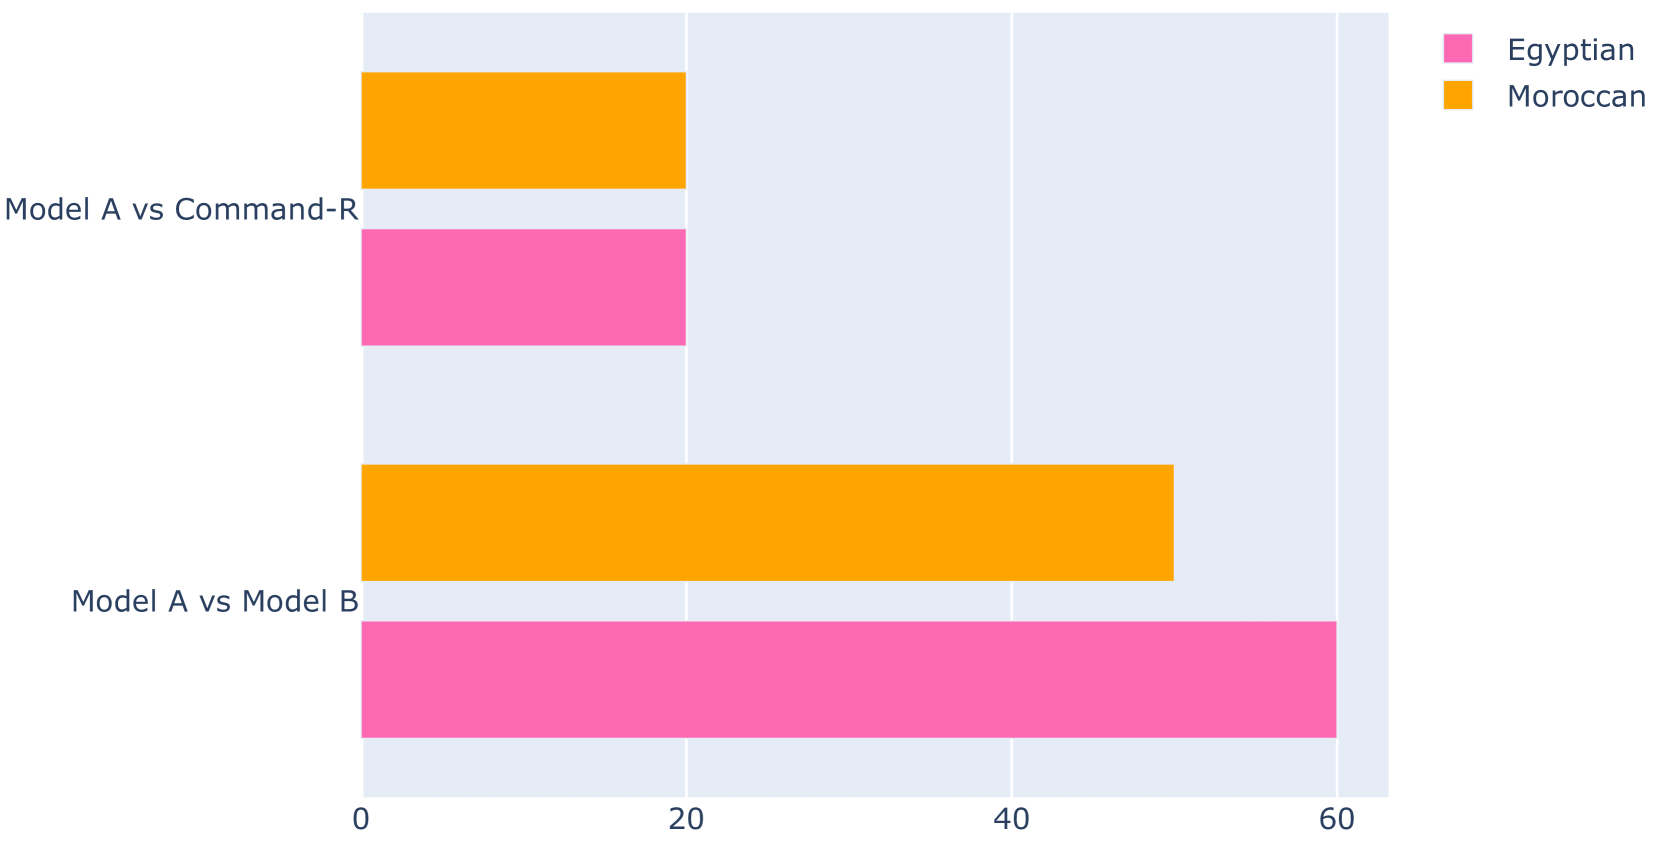 Egyptian
Moroccan
Model A vs Command-R
Model A vs Model B
0 20 40 60